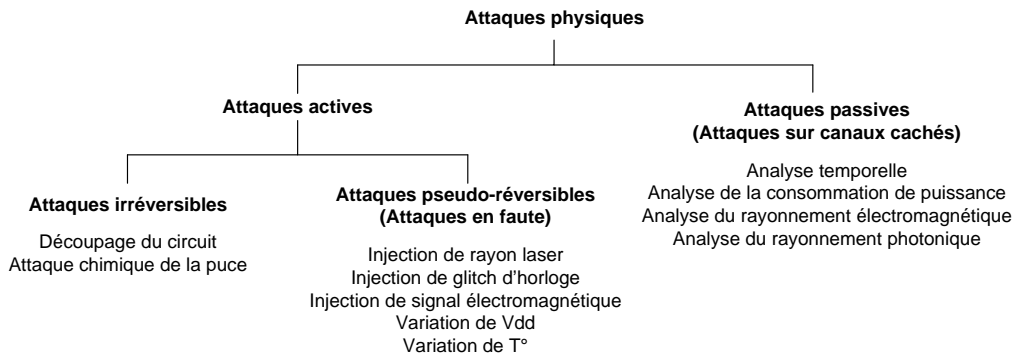 Attaques physiques
Attaques actives
Attaques passives
(Attaques sur canaux cachés)
Analyse temporelle
Analyse de la consommation de puissance
Analyse du rayonnement électromagnétique
Analyse du rayonnement photonique
Attaques irréversibles
Découpage du circuit
Attaque chimique de la puce
Attaques pseudo-réversibles
(Attaques en faute)
Injection de rayon laser
Injection de glitch d’horloge
Injection de signal électromagnétique
Variation de Vdd
Variation de T°